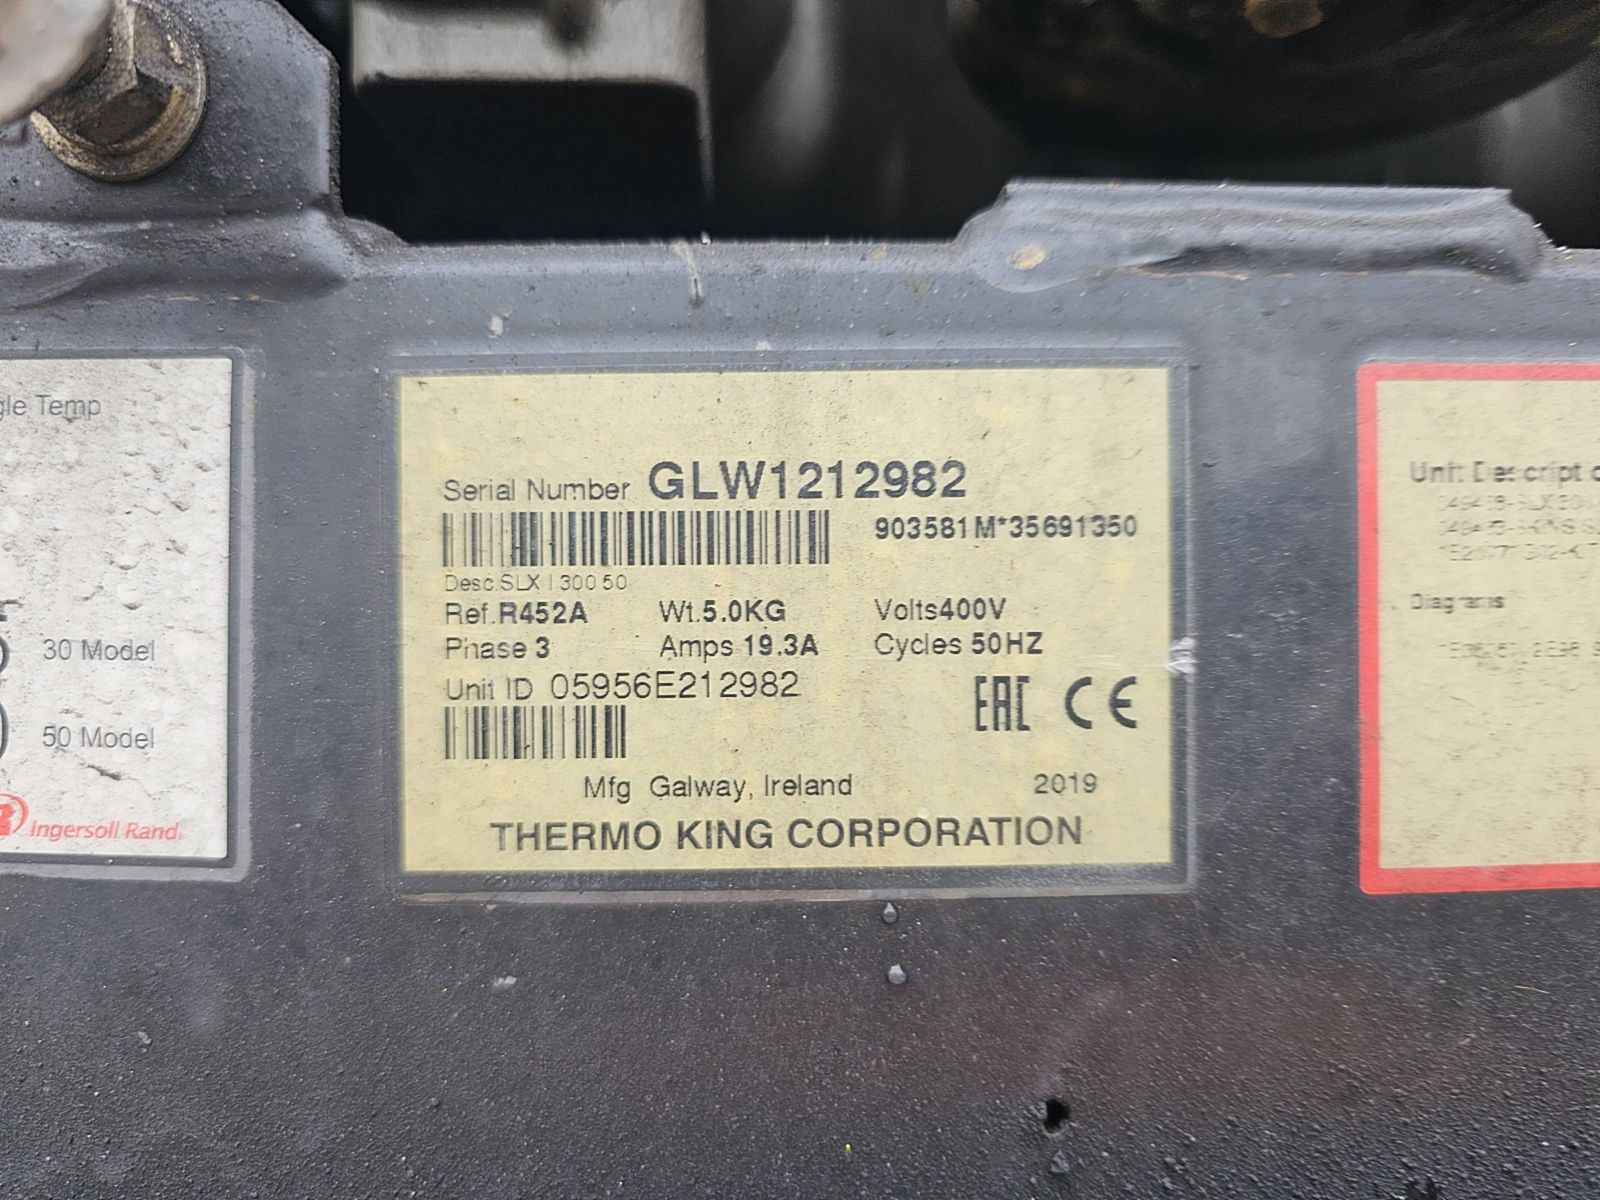 Temp
30 Model
50 Model
Ingersoll Rand
Serial Number GLW1212982
903581M*35691350
Desc.SLX I 300 50
Ref.R452A Wt.5.0KG Volts400V
Phase 3 Amps 19.3A Cycles 50HZ
Unit ID 05956E212982
EAC CE
Mfg Galway, Ireland 2019
THERMO KING CORPORATION
Unit
Diagrams